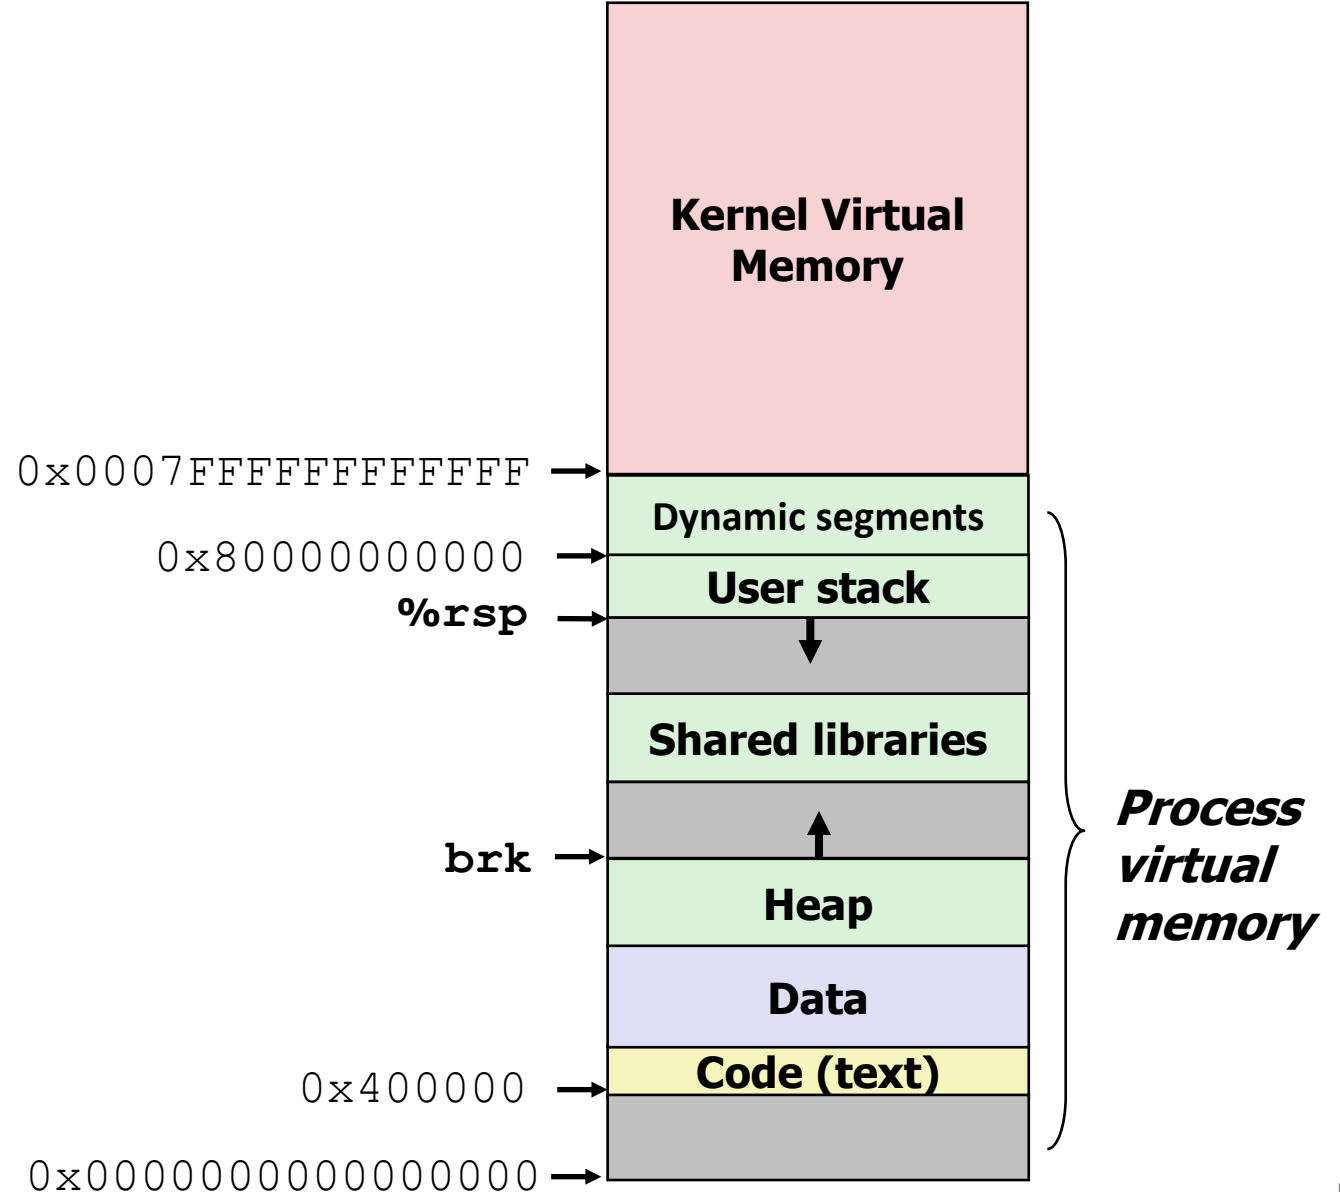 Kernel Virtual
Memory
0x0007FFFFFFFFFFFF
Dynamic segments
0x80000000000
User stack
%rsp
Shared libraries
brk
Heap
Process
virtual
memory
Data
Code (text)
0x400000
0x0000000000000000